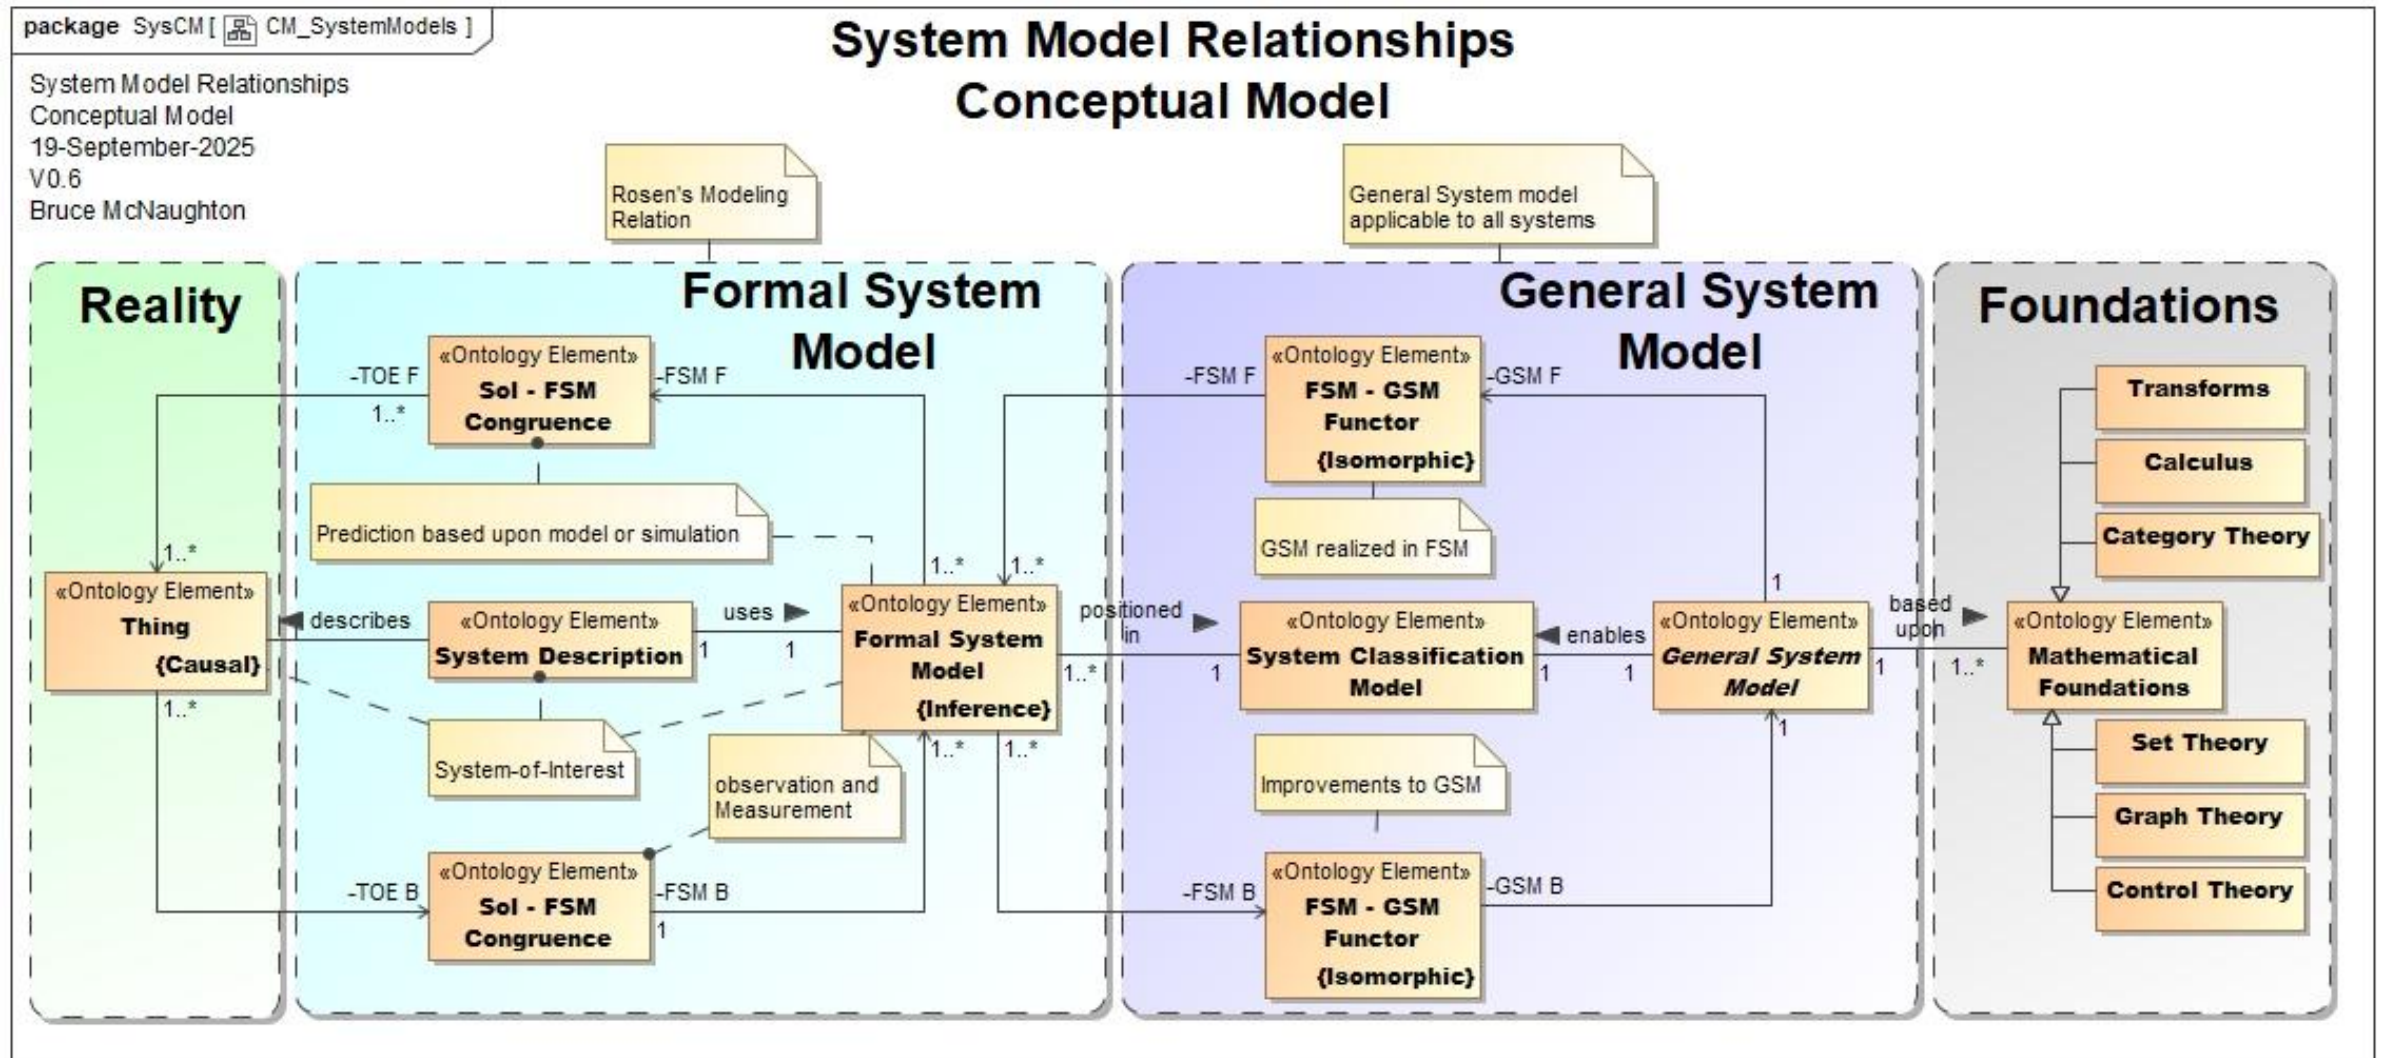 package SysCM [ CM_SystemModels ]
System Model Relationships
Conceptual Model
System Model Relationships
Conceptual Model
19-September-2025
V0.6
Bruce McNaughton
Rosen's Modeling
Relation
General System model
applicable to all systems
Reality
Formal System
Model
General System
Model
Foundations
«Ontology Element»
SoI - FSM
Congruence
-TOE F
1..*
-FSM F
1..*
1..*
Prediction based upon model or simulation
«Ontology Element»
Thing
{Causal}
1..*
describes
«Ontology Element»
System Description
uses
1
1
«Ontology Element»
Formal System
Model
{Inference}
1..*
1..*
System-of-Interest
observation and
Measurement
-TOE B
«Ontology Element»
SoI - FSM
Congruence
-FSM B
1
-FSM F
1..*
«Ontology Element»
FSM - GSM
Functor
{Isomorphic}
-GSM F
1
GSM realized in FSM
positioned
in
1..*
1
«Ontology Element»
System Classification
Model
enables
1
1
«Ontology Element»
General System
Model
1
Improvements to GSM
-FSM B
«Ontology Element»
FSM - GSM
Functor
{Isomorphic}
-GSM B
based
upon
1
1..*
Transforms
Calculus
Category Theory
«Ontology Element»
Mathematical
Foundations
Set Theory
Graph Theory
Control Theory